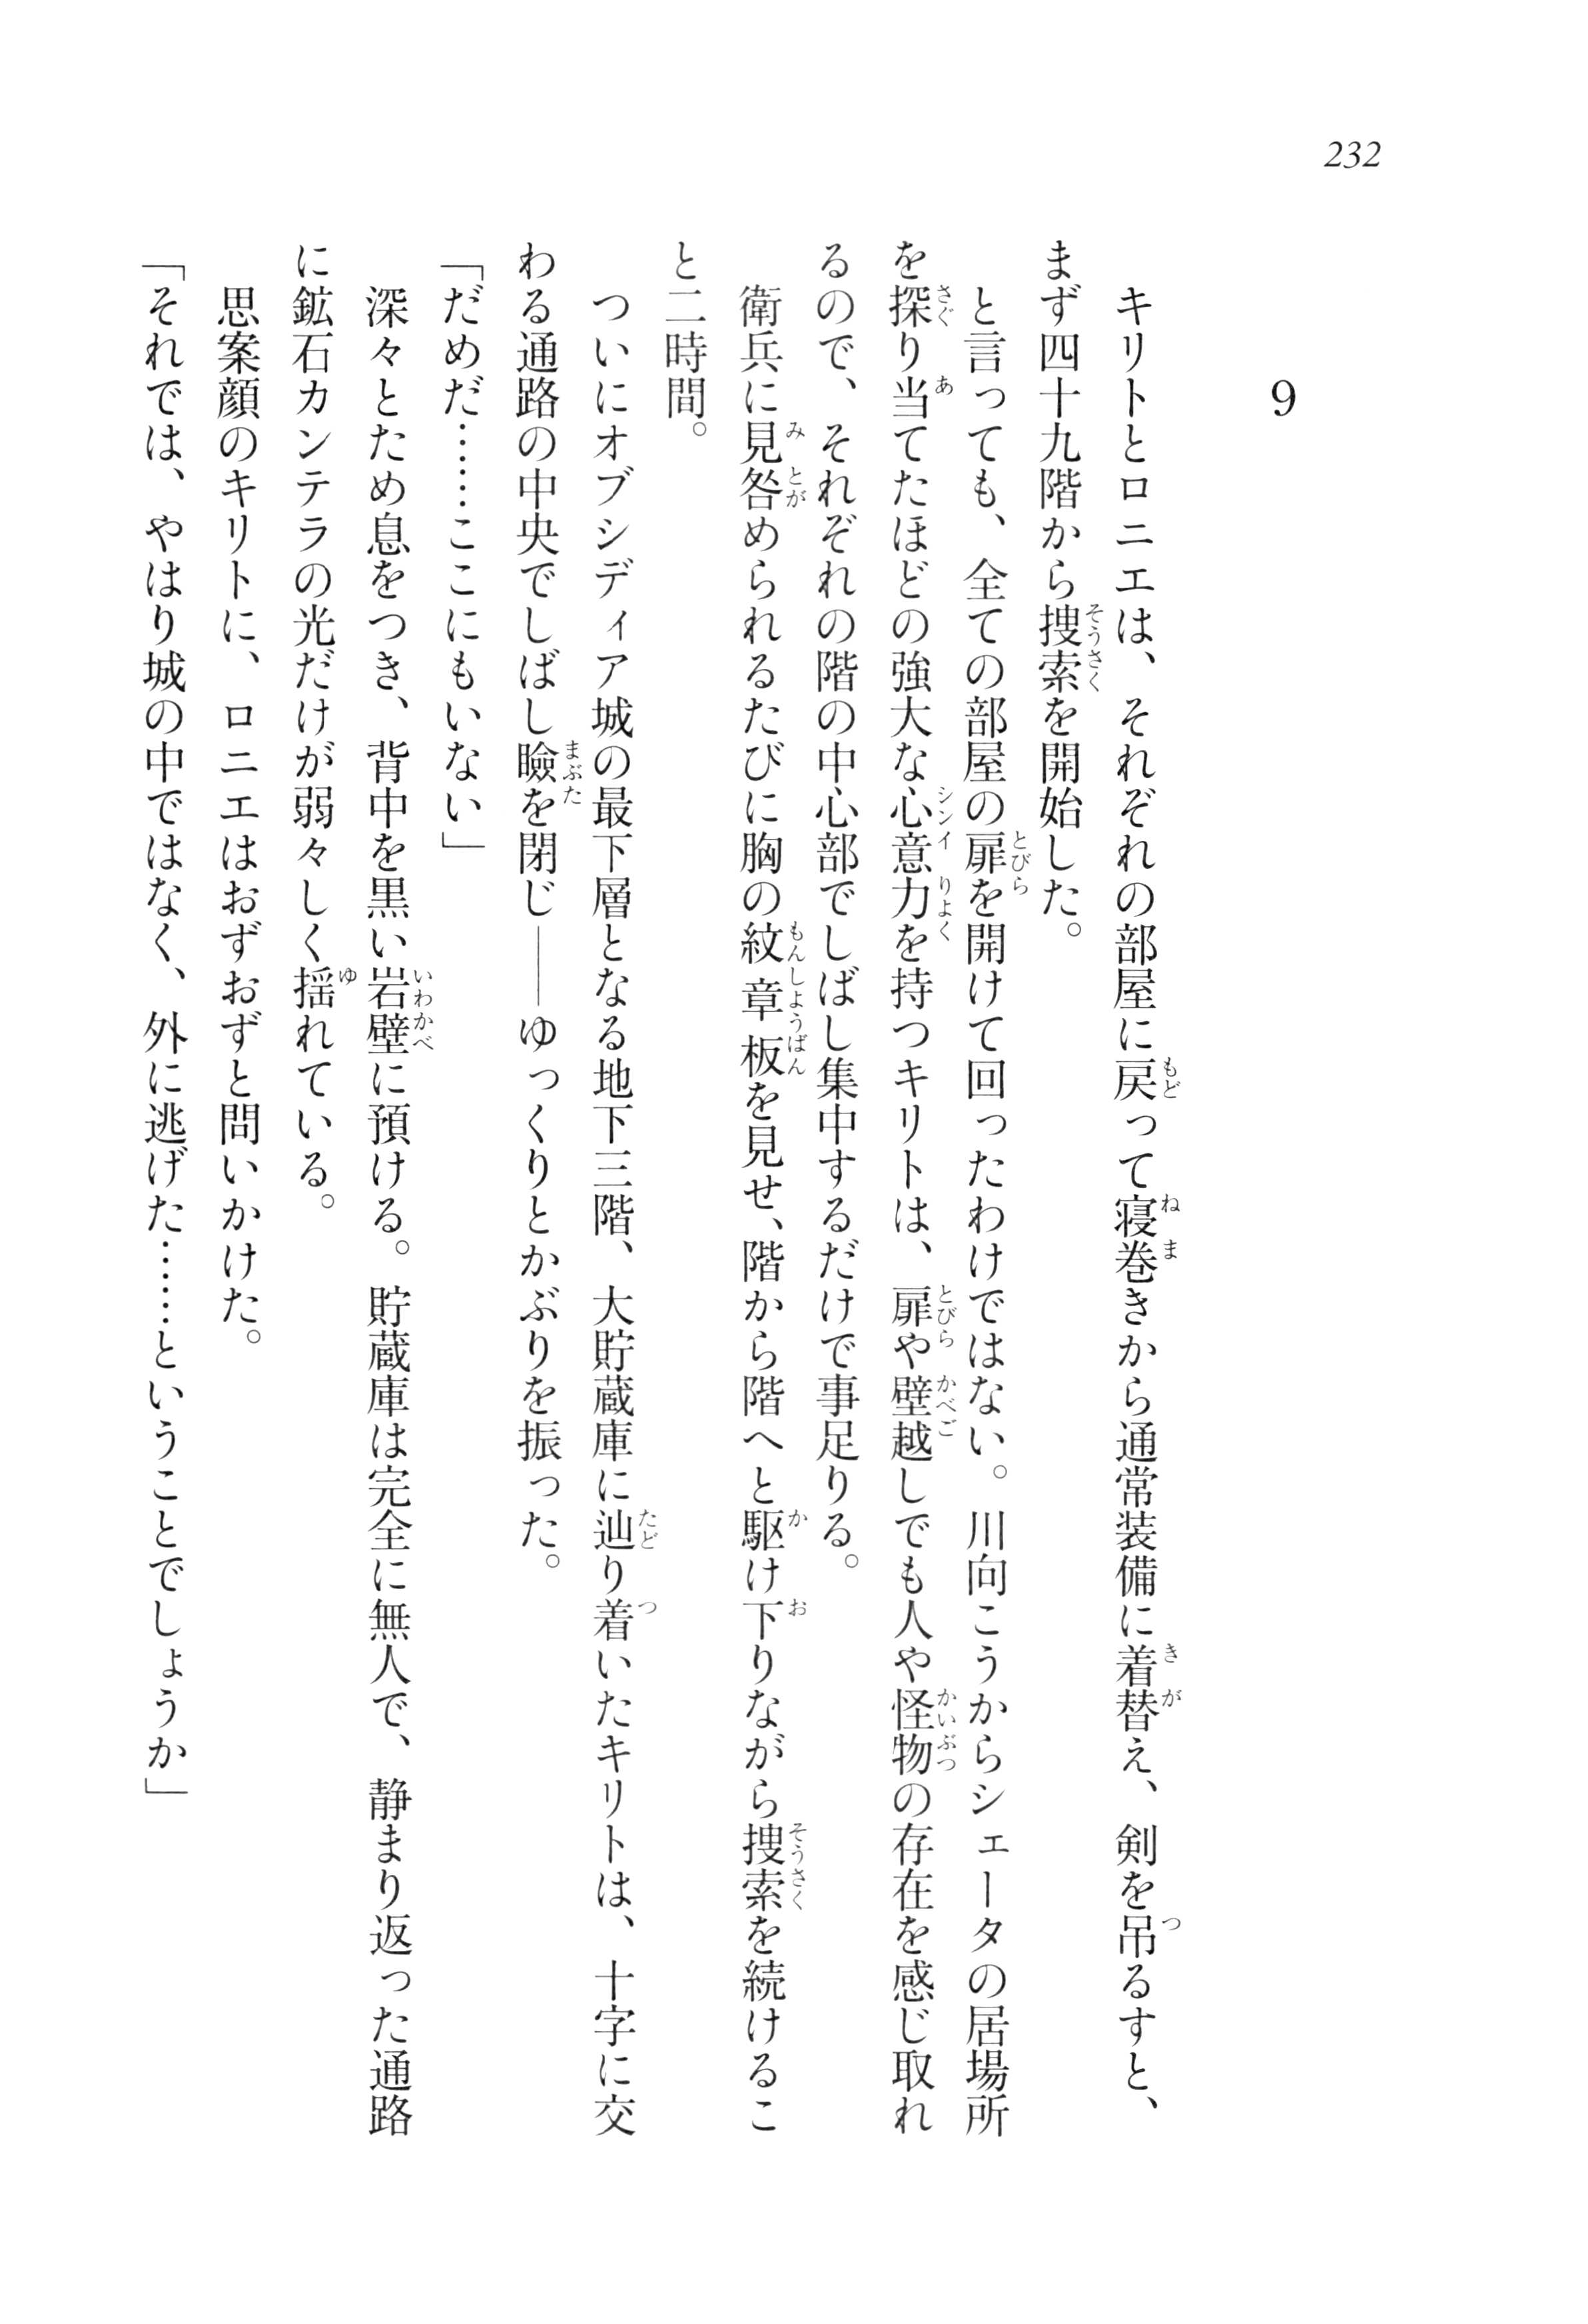 232
9
キリトとロニエは、それぞれの部屋に戻って寝巻きから通常装備に着替え、剣を吊るすと、
まず四十九階から捜索を開始した。
と言っても、全ての部屋の扉を開けて回ったわけではない。川向こうからシェータの居場所
を探り当てたほどの強大な心意力を持つキリトは、扉や壁越しでも人や怪物の存在を感じ取れ
るので、それぞれの階の中心部でしばし集中するだけで事足りる。
衛兵に見咎められるたびに胸の紋章板を見せ、階から階へと駆け下りながら捜索を続けるこ
と二時間。
ついにオブシディア城の最下層となる地下三階、大貯蔵庫に辿り着いたキリトは、十字に交
わる通路の中央でしばし瞼を閉じ――ゆっくりとかぶりを振った。
「だめだ……ここにもいない」
深々とため息をつき、背中を黒い岩壁に預ける。貯蔵庫は完全に無人で、静まり返った通路
に鉱石カンテラの光だけが弱々しく揺れている。
思案顔のキリトに、ロニエはおずおずと問いかけた。
「それでは、やはり城の中ではなく、外に逃げた……ということでしょうか」